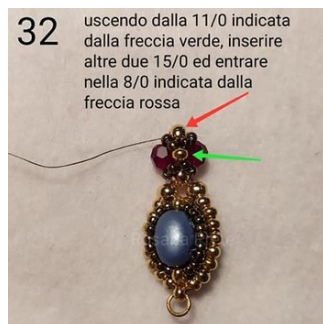 32
uscendo dalla 11/0 indicata
dalla freccia verde, inserire
altre due 15/0 ed entrare
nella 8/0 indicata dalla
freccia rossa